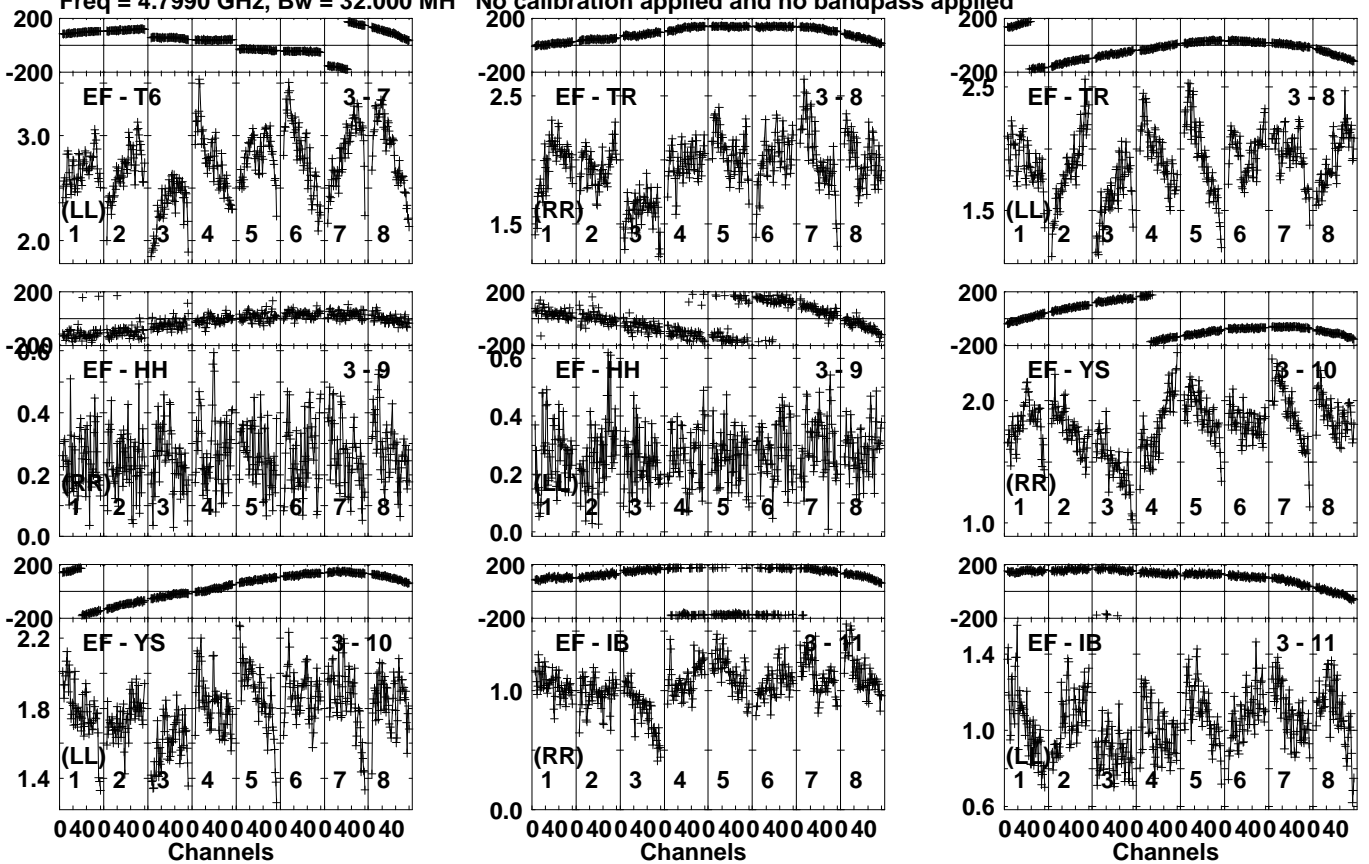 Freq = 4.7990 GHz, Bw = 32.000 MH No calibration applied and no bandpass applied
200
-200
EF - T6 3 - 7
3.0
2.0
(LL)
1 2 3 4 5 6 7 8
200
-200
EF - TR 3 - 8
2.5
1.5
(RR)
1 2 3 4 5 6 7 8
200
-200
EF - TR 3 - 8
2.5
1.5
(LL)
1 2 3 4 5 6 7 8
200
-200
EF - HH 3 - 9
0.6
0.4
0.2
0.0
(RR)
1 2 3 4 5 6 7 8
200
-200
EF - HH 3 - 9
0.6
0.4
0.2
0.0
(LL)
1 2 3 4 5 6 7 8
200
-200
EF - YS 3 - 10
2.0
1.0
(RR)
1 2 3 4 5 6 7 8
200
-200
EF - YS 3 - 10
2.2
1.8
1.4
(LL)
1 2 3 4 5 6 7 8
0 40 0 40 0 40 0 40 0 40 0 40 0 40 0 40
Channels
200
-200
EF - IB 3 - 11
1.0
0.0
(RR)
1 2 3 4 5 6 7 8
0 40 0 40 0 40 0 40 0 40 0 40 0 40 0 40
Channels
200
-200
EF - IB 3 - 11
1.4
1.0
0.6
(LL)
1 2 3 4 5 6 7 8
0 40 0 40 0 40 0 40 0 40 0 40 0 40 0 40
Channels